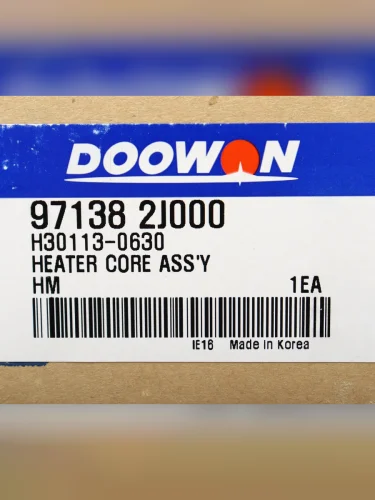 DOOWON
97138 2J000
H30113-0630
HEATER CORE ASS'Y
HM 1EA
IE16 Made in Korea